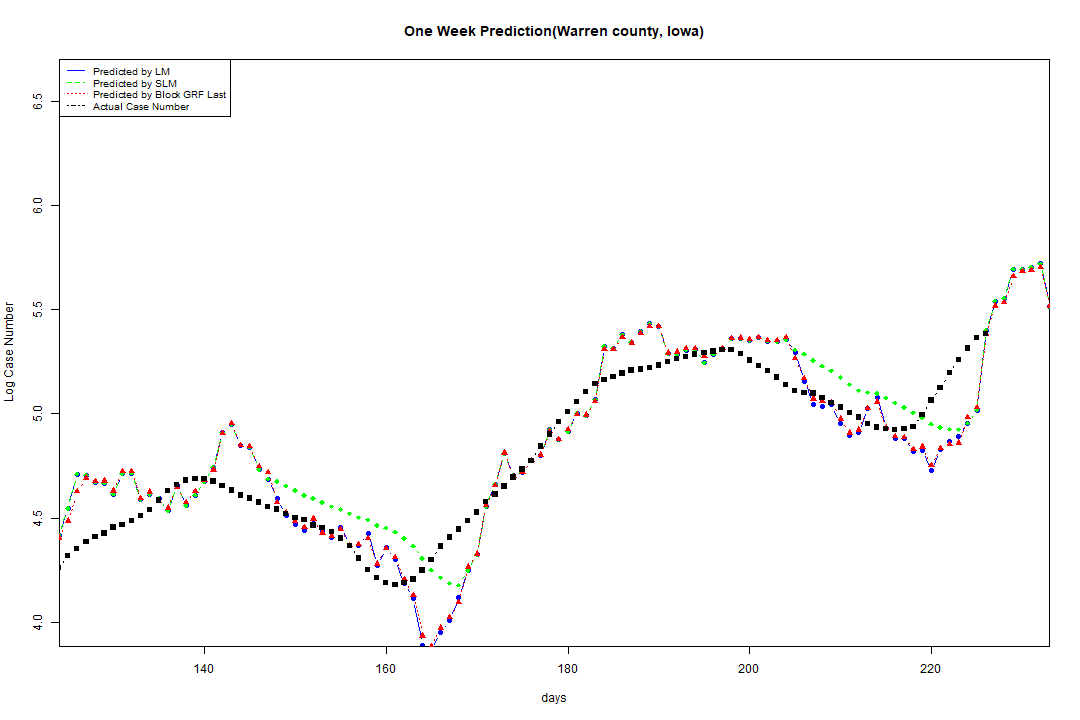 One Week Prediction(Warren county, Iowa)
Predicted by LM
Predicted by SLM
Predicted by Block GRF Last
Actual Case Number
6.5
6.0
5.5
5.0
4.5
4.0
Log Case Number
140 160 180 200 220
days